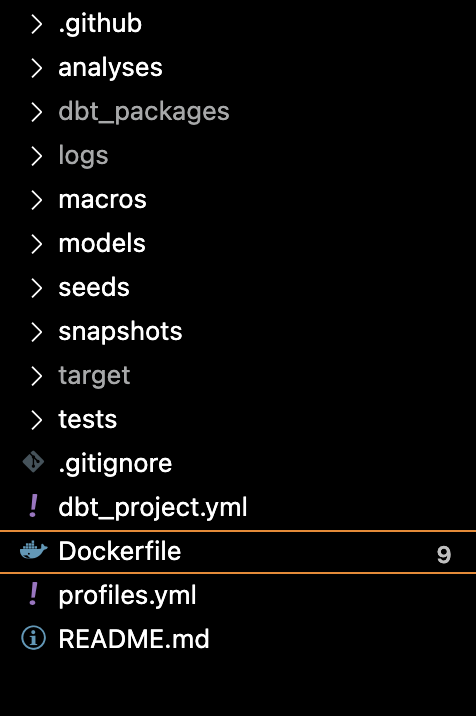 .github
analyses
dbt_packages
logs
macros
models
seeds
snapshots
target
tests
.gitignore
! dbt_project.yml
Dockerfile 9
! profiles.yml
README.md